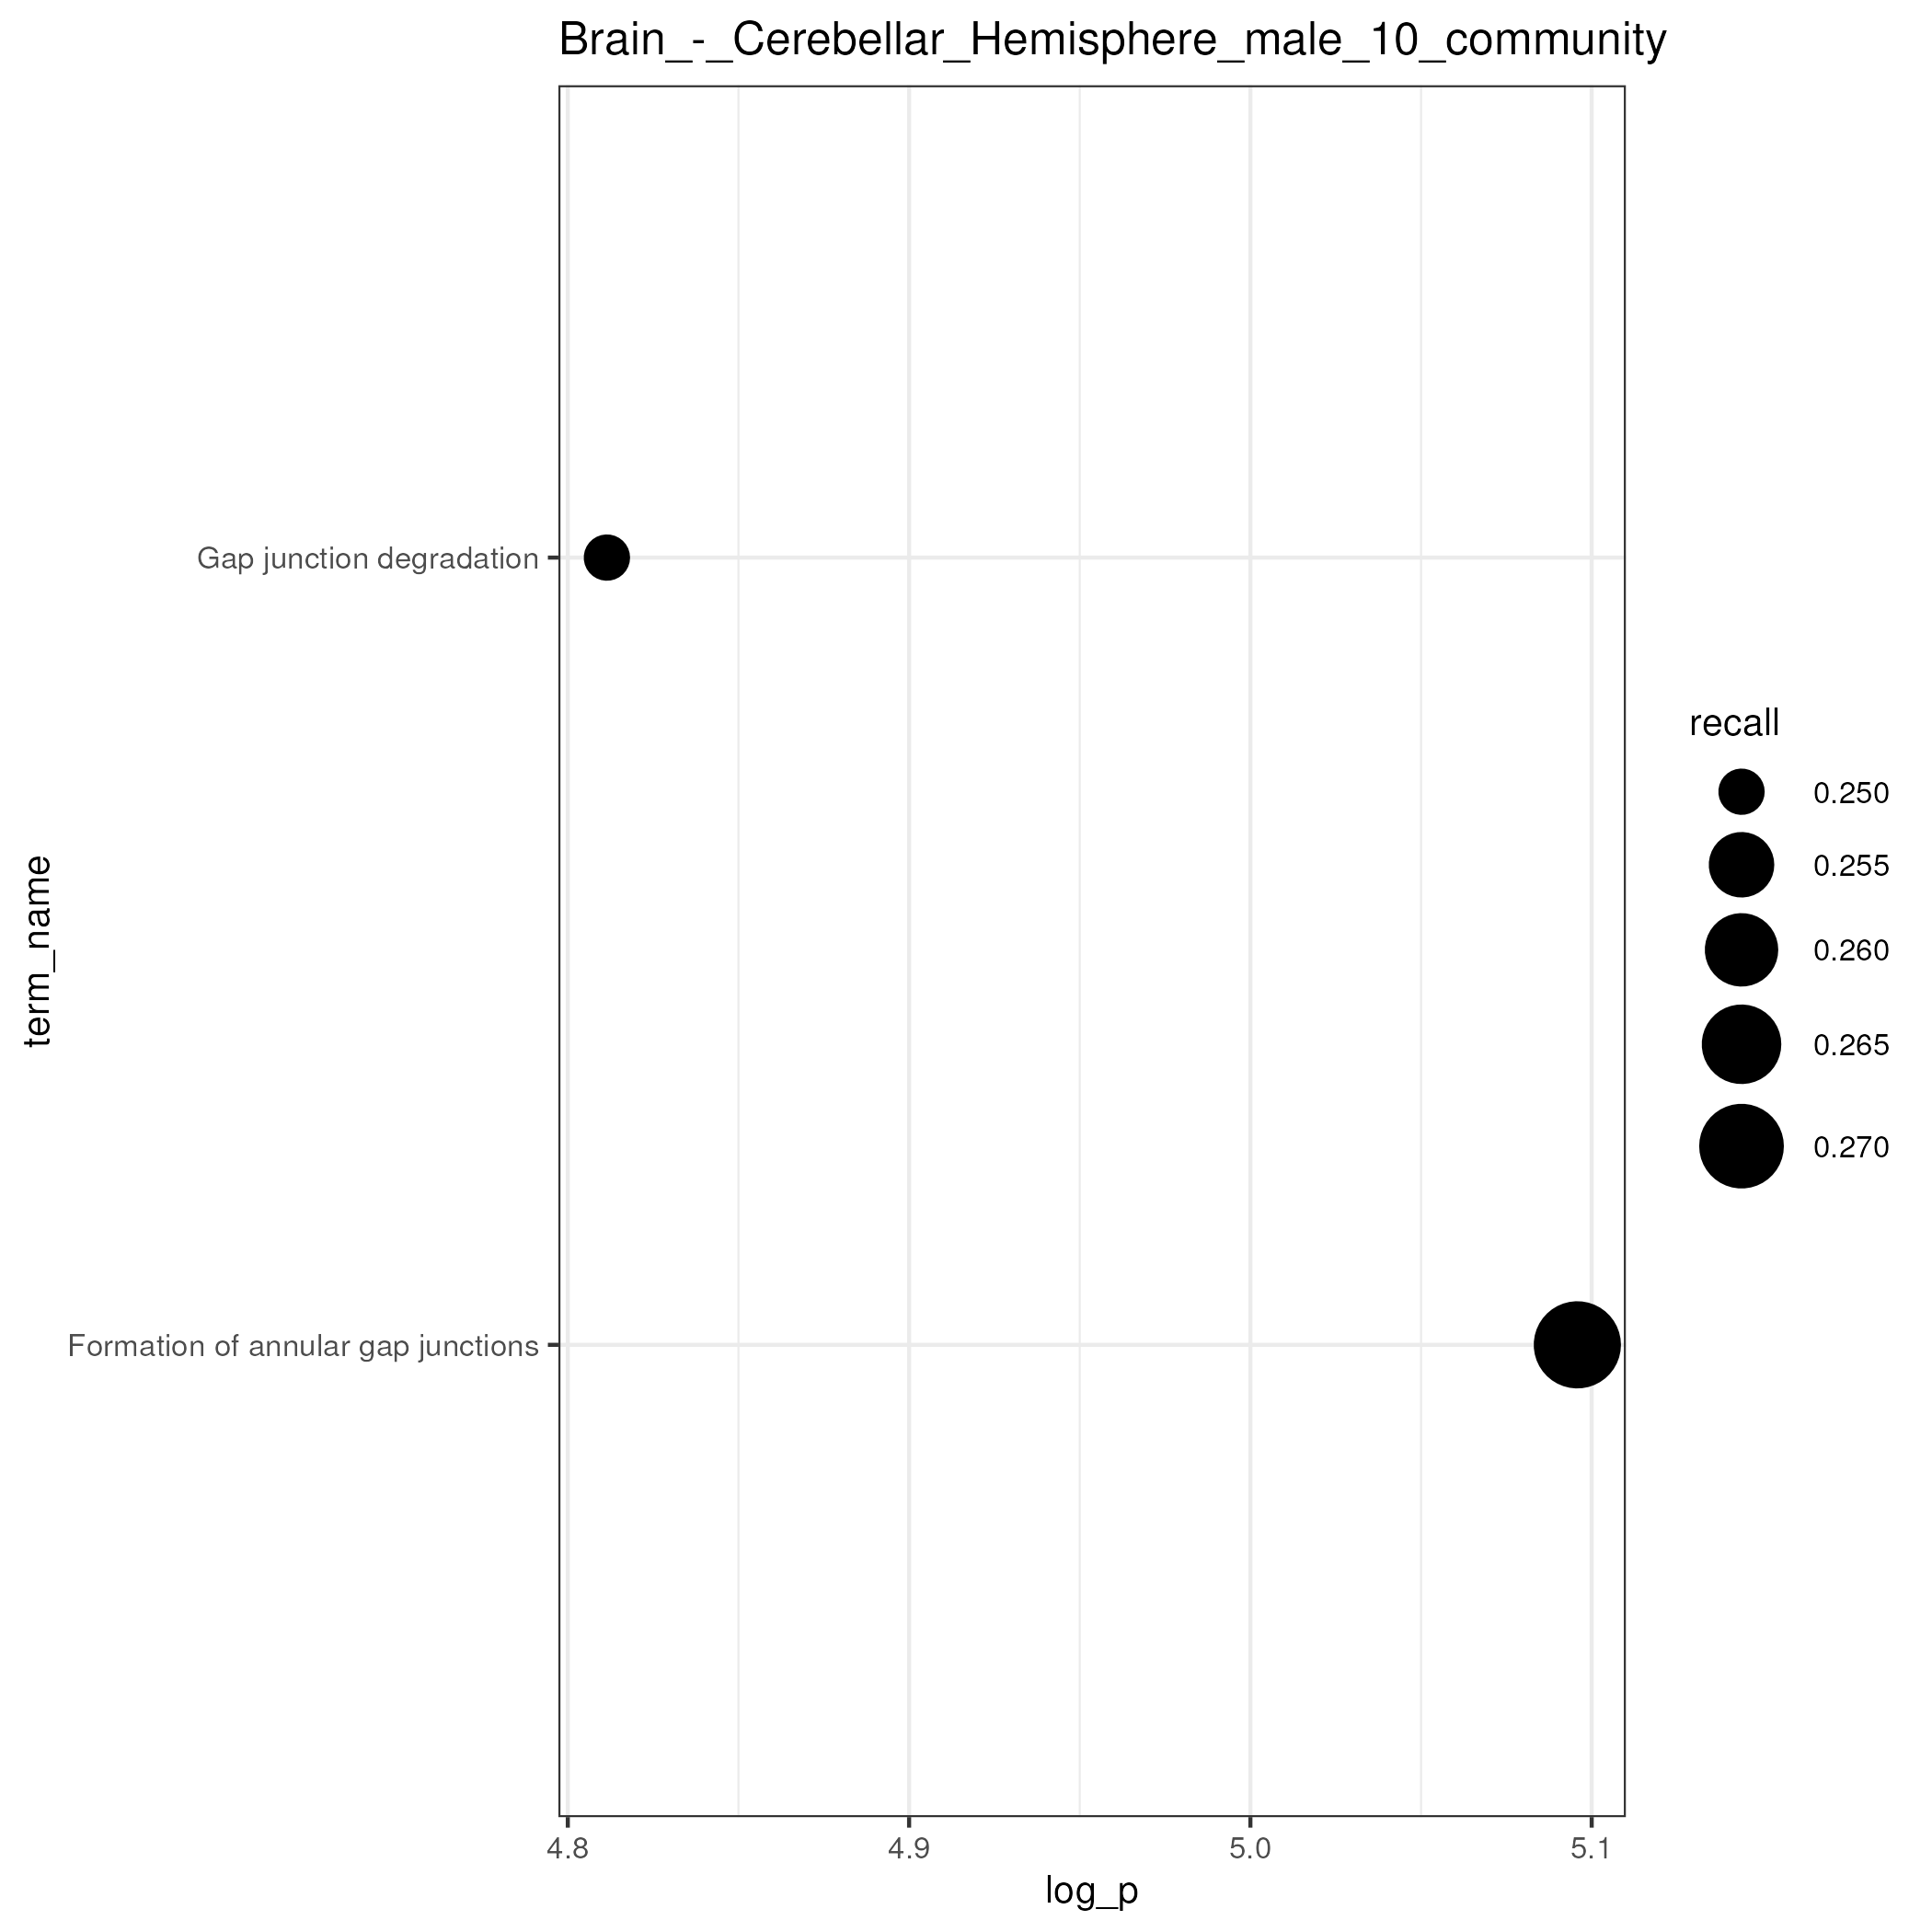 Brain_-_Cerebellar_Hemisphere_male_10_community
term_name
Gap junction degradation
Formation of annular gap junctions
4.8
4.9
5.0
5.1
log_p
recall
0.250
0.255
0.260
0.265
0.270